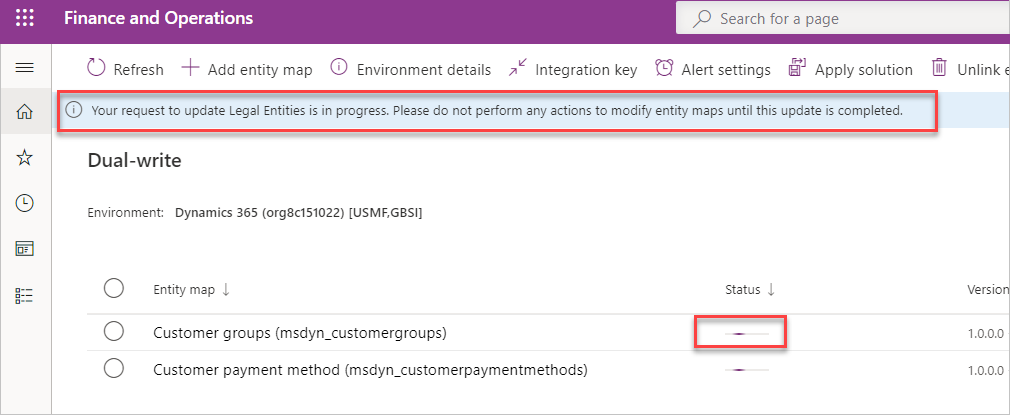 Finance and Operations
Search for a page
Refresh
Add entity map
Environment details
Integration key
Alert settings
Apply solution
Unlink e
Your request to update Legal Entities is in progress. Please do not perform any actions to modify entity maps until this update is completed.
Dual-write
Environment: Dynamics 365 (org8c151022) [USMF,GBSI]
Entity map ↓ Status ↓ Version
Customer groups (msdyn_customergroups) 1.0.0.0
Customer payment method (msdyn_customerpaymentmethods) 1.0.0.0